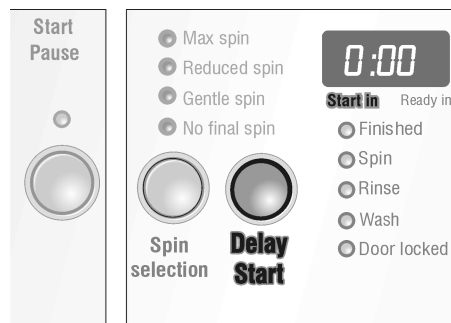 Start
Pause
Max spin
Reduced spin
Gentle spin
No final spin
Spin
selection
Delay
Start
0:00
Start in Ready in
Finished
Spin
Rinse
Wash
Door locked